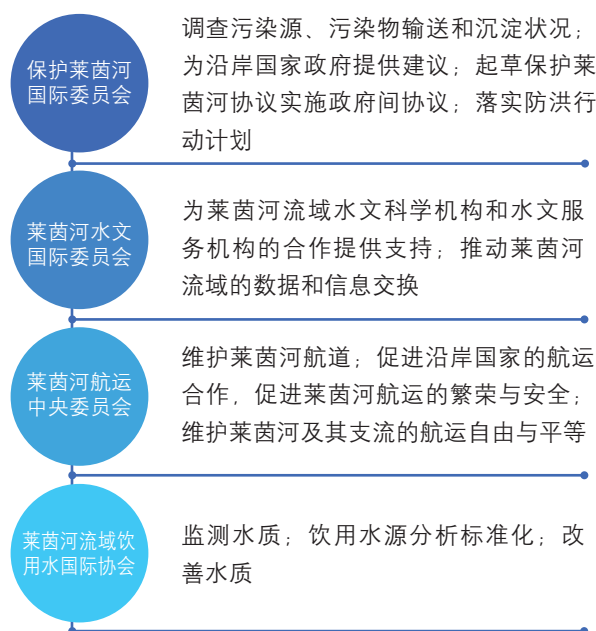 保护莱茵河
国际委员会
调查污染源、污染物输送和沉淀状况；
为沿岸国家政府提供建议；起草保护莱
茵河协议实施政府间协议；落实防洪行
动计划
莱茵河水文
国际委员会
为莱茵河流域水文科学机构和水文服
务机构的合作提供支持；推动莱茵河
流域的数据和信息交换
莱茵河航运
中央委员会
维护莱茵河航道；促进沿岸国家的航运
合作，促进莱茵河航运的繁荣与安全；
维护莱茵河及其支流的航运自由与平等
莱茵河流域饮
用水国际协会
监测水质；饮用水源分析标准化；改
善水质